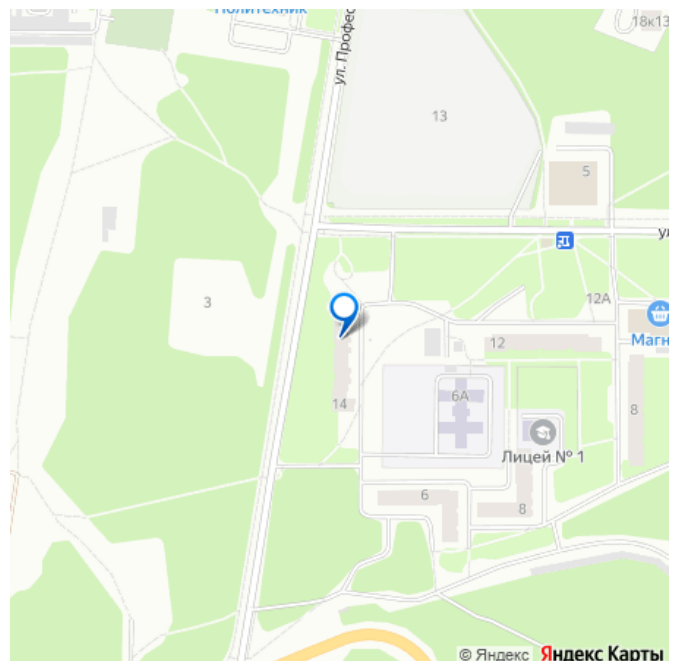 Политехник
18к13
ул. Профес
13
5
ул
3
12А
12
Магн
14
6А
8
Лицей № 1
6
8
© Яндекс Яндекс Карты